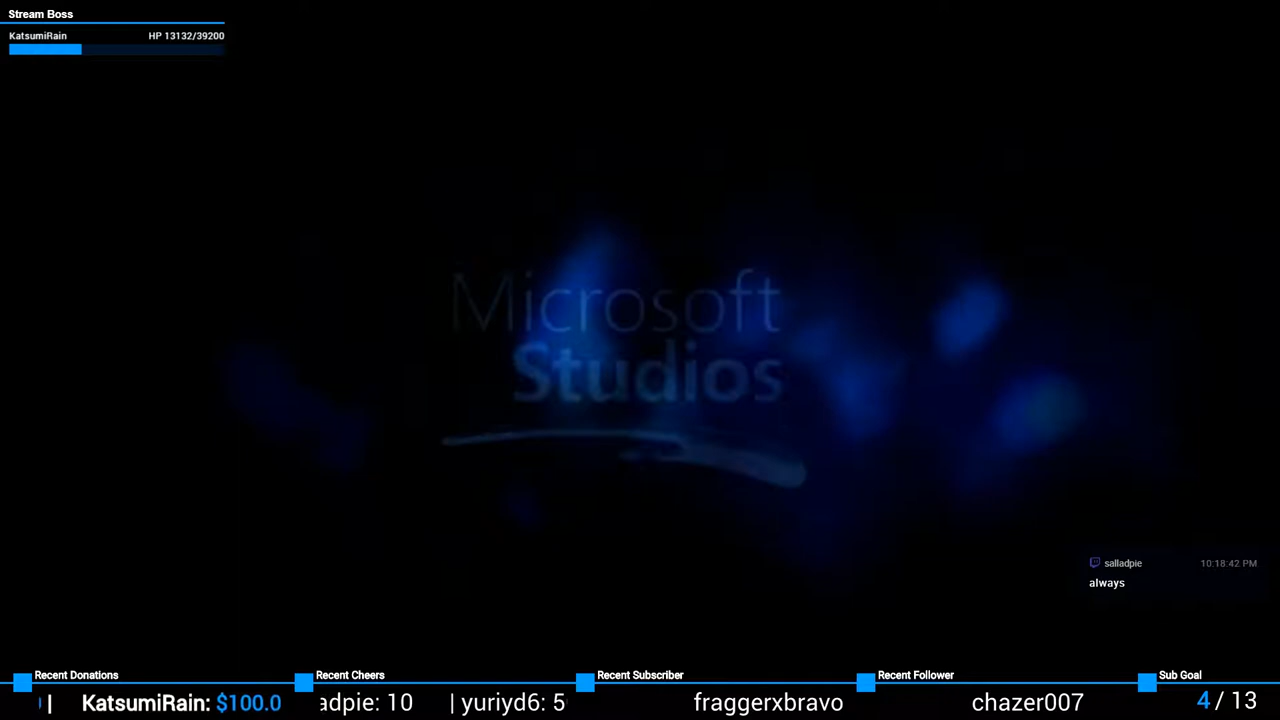 Stream Boss
KatsumiRain HP 13132/39200
Microsoft
Studios
salladpie 10:18:42 PM
always
Recent Donations Recent Cheers Recent Subscriber Recent Follower Sub Goal
| KatsumiRain: $100.0 adpie: 10 | yuriyd6: 5 fraggerxbravo chazer007 4 / 13